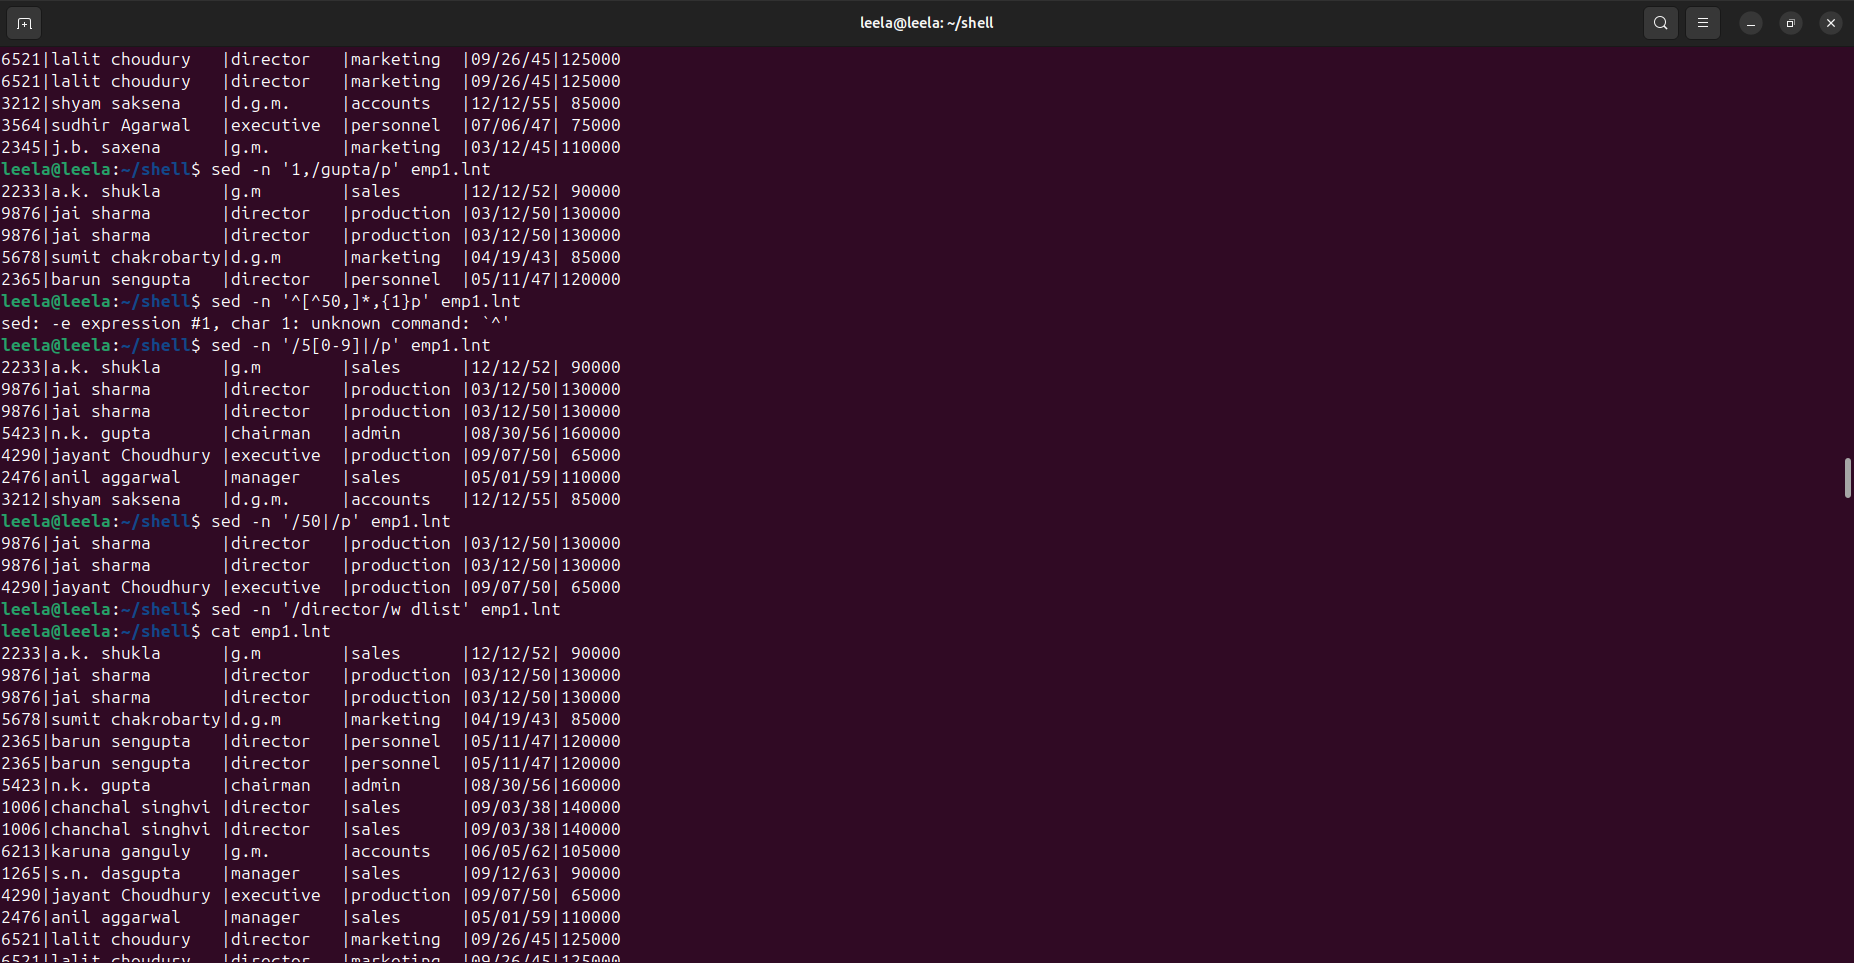 leela@leela: ~/shell
6521|lalit choudury   |director   |marketing  |09/26/45|125000
6521|lalit choudury   |director   |marketing  |09/26/45|125000
3212|shyam saksena    |d.g.m.     |accounts   |12/12/55| 85000
3564|sudhir Agarwal   |executive  |personnel  |07/06/47| 75000
2345|j.b. saxena      |g.m.       |marketing  |03/12/45|110000
leela@leela:~/shell$ sed -n '1,/gupta/p' emp1.lnt
2233|a.k. shukla      |g.m        |sales      |12/12/52| 90000
9876|jai sharma       |director   |production |03/12/50|130000
9876|jai sharma       |director   |production |03/12/50|130000
5678|sumit chakrobarty|d.g.m      |marketing  |04/19/43| 85000
2365|barun sengupta   |director   |personnel  |05/11/47|120000
leela@leela:~/shell$ sed -n '^[^50,]*,{1}p' emp1.lnt
sed: -e expression #1, char 1: unknown command: `^'
leela@leela:~/shell$ sed -n '/5[0-9]|/p' emp1.lnt
2233|a.k. shukla      |g.m        |sales      |12/12/52| 90000
9876|jai sharma       |director   |production |03/12/50|130000
9876|jai sharma       |director   |production |03/12/50|130000
5423|n.k. gupta       |chairman   |admin      |08/30/56|160000
4290|jayant Choudhury |executive  |production |09/07/50| 65000
2476|anil aggarwal    |manager    |sales      |05/01/59|110000
3212|shyam saksena    |d.g.m.     |accounts   |12/12/55| 85000
leela@leela:~/shell$ sed -n '/50|/p' emp1.lnt
9876|jai sharma       |director   |production |03/12/50|130000
9876|jai sharma       |director   |production |03/12/50|130000
4290|jayant Choudhury |executive  |production |09/07/50| 65000
leela@leela:~/shell$ sed -n '/director/w dlist' emp1.lnt
leela@leela:~/shell$ cat emp1.lnt
2233|a.k. shukla      |g.m        |sales      |12/12/52| 90000
9876|jai sharma       |director   |production |03/12/50|130000
9876|jai sharma       |director   |production |03/12/50|130000
5678|sumit chakrobarty|d.g.m      |marketing  |04/19/43| 85000
2365|barun sengupta   |director   |personnel  |05/11/47|120000
2365|barun sengupta   |director   |personnel  |05/11/47|120000
5423|n.k. gupta       |chairman   |admin      |08/30/56|160000
1006|chanchal singhvi |director   |sales      |09/03/38|140000
1006|chanchal singhvi |director   |sales      |09/03/38|140000
6213|karuna ganguly   |g.m.       |accounts   |06/05/62|105000
1265|s.n. dasgupta    |manager    |sales      |09/12/63| 90000
4290|jayant Choudhury |executive  |production |09/07/50| 65000
2476|anil aggarwal    |manager    |sales      |05/01/59|110000
6521|lalit choudury   |director   |marketing  |09/26/45|125000
6521|lalit choudury   |director   |marketing  |09/26/45|125000